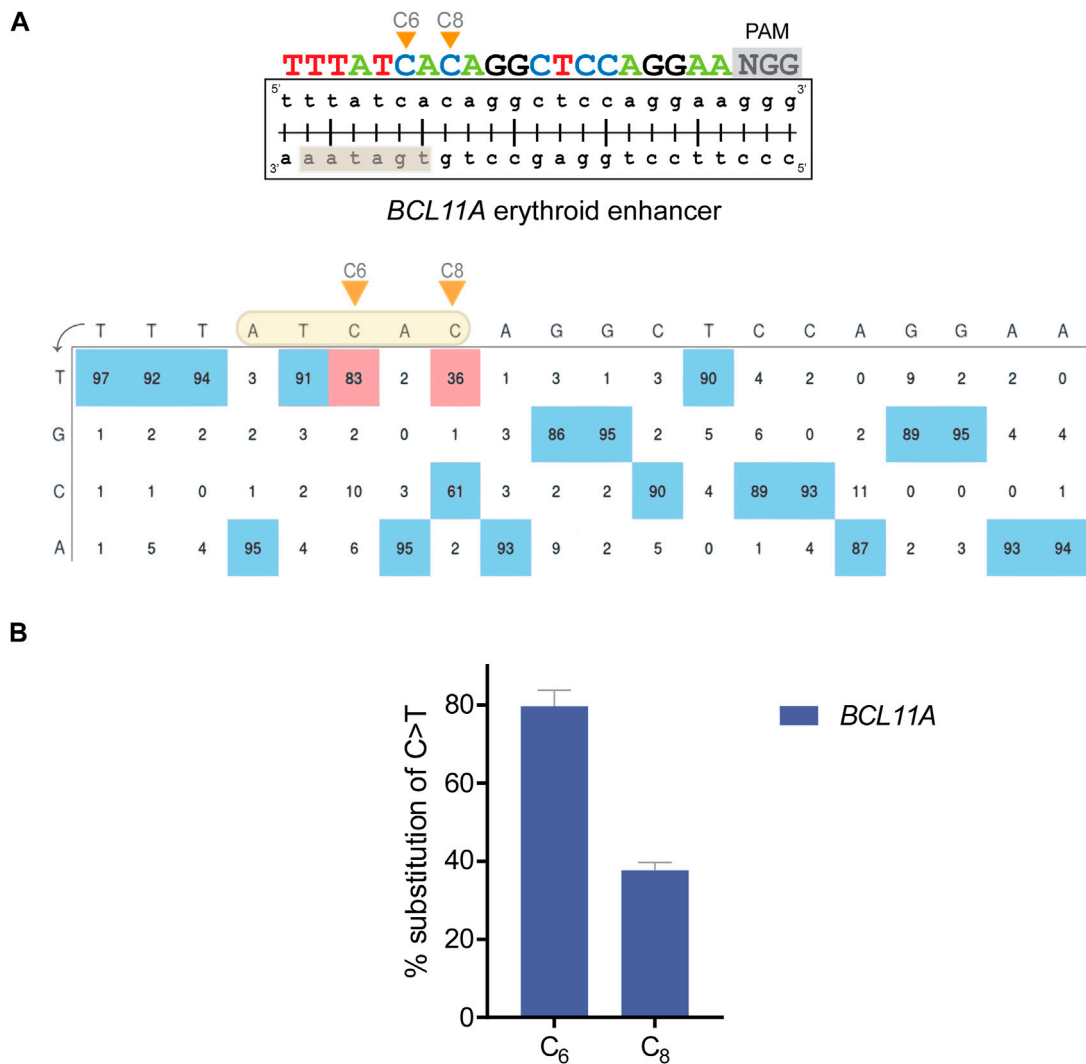 A
C6 C8
PAM
TTTATCACAGGCTCCAGGAA NGG
5' 3'
t t t a t c a c a g g c t c c a g g a a g g g
a a a t a g t g t c c g a g g t c c t t c c c
3' 5'
BCL11A erythroid enhancer
C6 C8
T T T A T C A C A G G C T C C A G G A A
T 97 92 94 3 91 83 2 36 1 3 1 3 90 4 2 0 9 2 2 0
G 1 2 2 2 3 2 0 1 3 86 95 2 5 6 0 2 89 95 4 4
C 1 1 0 1 2 10 3 61 3 2 2 90 4 89 93 11 0 0 0 1
A 1 5 4 95 4 6 95 2 93 9 2 5 0 1 4 87 2 3 93 94
B
% substitution of C>T
80
60
40
20
0
C₆ C₈
BCL11A